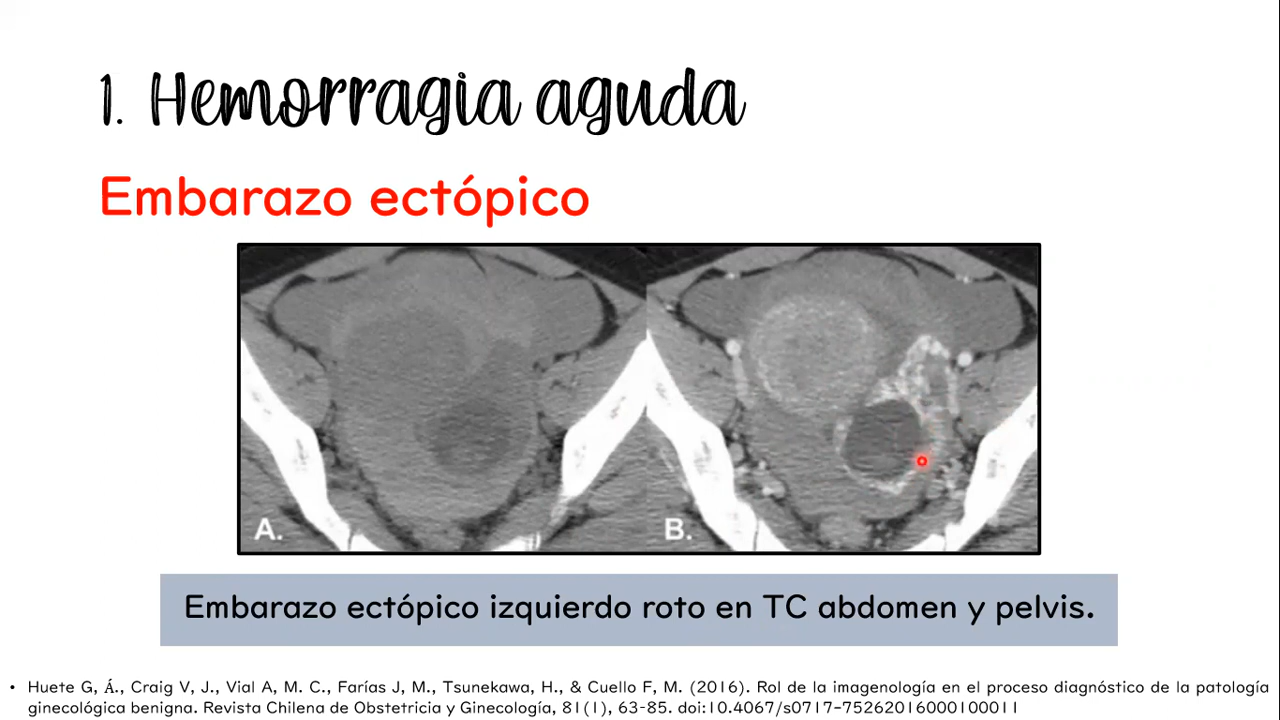 1. Hemorragia aguda
Embarazo ectópico
A.
B.
Embarazo ectópico izquierdo roto en TC abdomen y pelvis.
• Huete G, Á., Craig V, J., Vial A, M. C., Farías J, M., Tsunekawa, H., & Cuello F, M. (2016). Rol de la imagenología en el proceso diagnóstico de la patología
ginecológica benigna. Revista Chilena de Obstetricia y Ginecología, 81(1), 63-85. doi:10.4067/s0717-75262016000100011